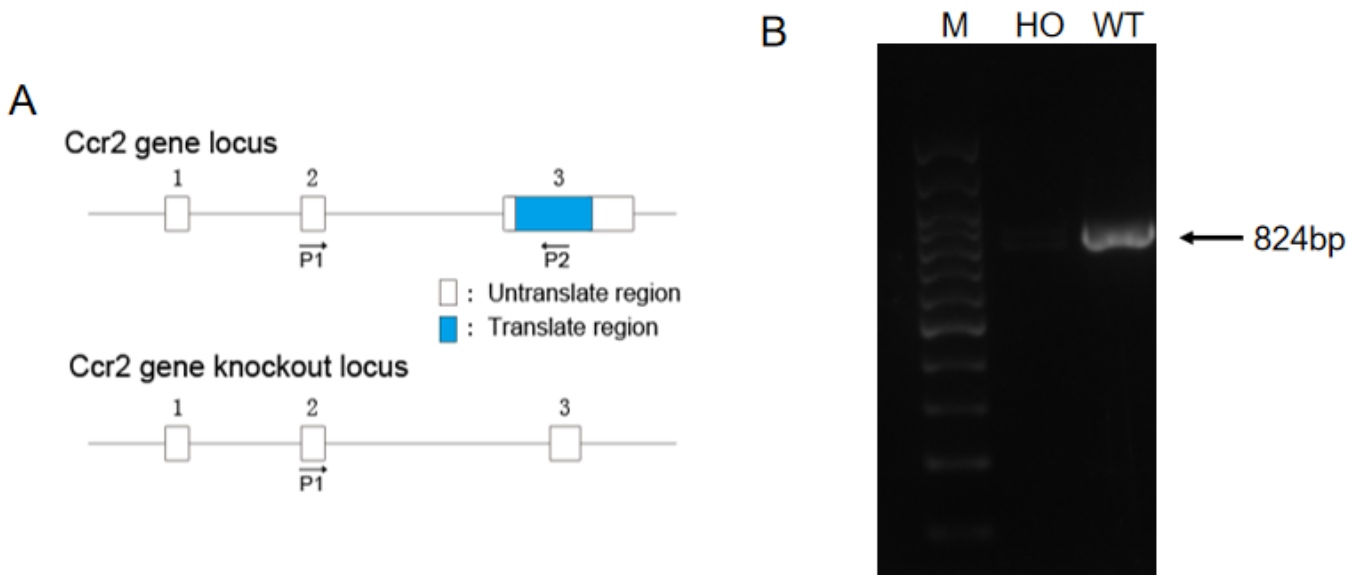 A
Ccr2 gene locus
1 2 3
P1 P2
: Untranslate region
: Translate region
Ccr2 gene knockout locus
1 2 3
P1
B
M HO WT
824bp